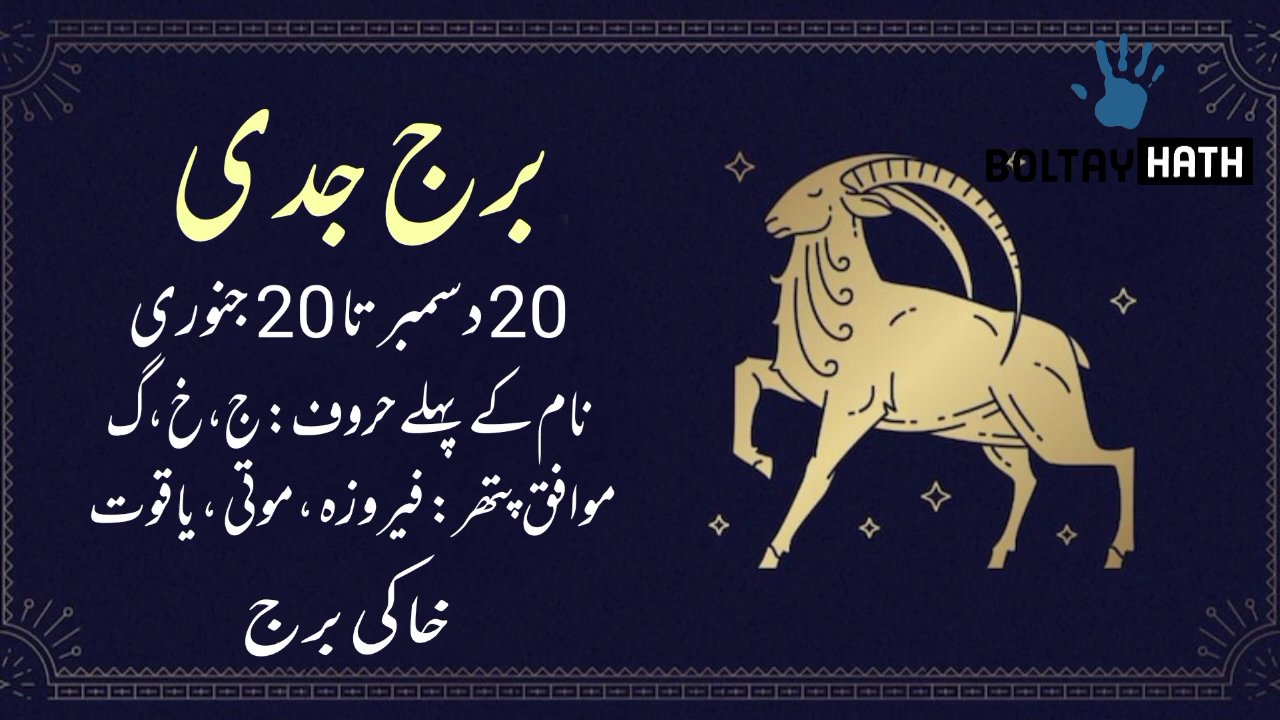 برج جدی
20 دسمبر تا 20 جنوری
نام کے پہلے حروف : ج، خ، گ
موافق پتھر : فیروزہ ، موتی ، یاقوت
خاکی برج
BOLTAY HATH